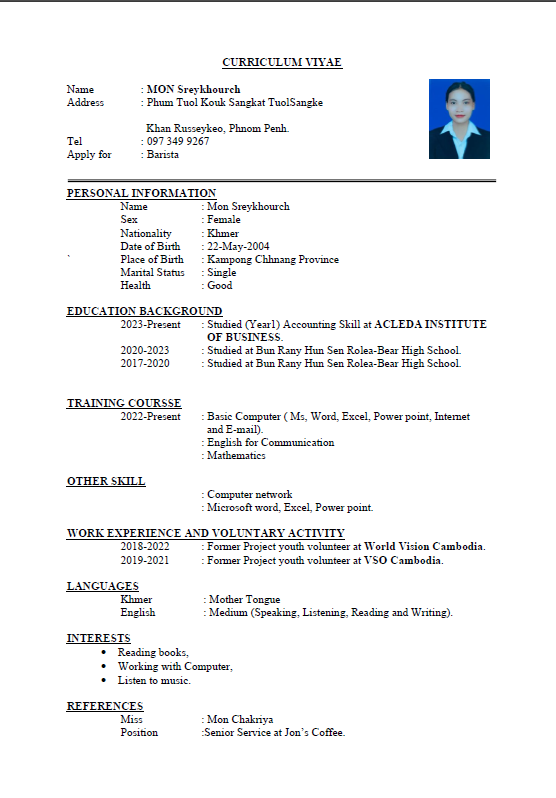 CURRICULUM VIYAE
Name : MON Sreykhourch
Address : Phum Tuol Kouk Sangkat TuolSangke
Khan Russeykeo, Phnom Penh.
Tel : 097 349 9267
Apply for : Barista
PERSONAL INFORMATION
Name : Mon Sreykhourch
Sex : Female
Nationality : Khmer
Date of Birth : 22-May-2004
` Place of Birth : Kampong Chhnang Province
Marital Status : Single
Health : Good
EDUCATION BACKGROUND
2023-Present : Studied (Year1) Accounting Skill at ACLEDA INSTITUTE
OF BUSINESS.
2020-2023 : Studied at Bun Rany Hun Sen Rolea-Bear High School.
2017-2020 : Studied at Bun Rany Hun Sen Rolea-Bear High School.
TRAINING COURSSE
2022-Present : Basic Computer ( Ms, Word, Excel, Power point, Internet
and E-mail).
: English for Communication
: Mathematics
OTHER SKILL
: Computer network
: Microsoft word, Excel, Power point.
WORK EXPERIENCE AND VOLUNTARY ACTIVITY
2018-2022 : Former Project youth volunteer at World Vision Cambodia.
2019-2021 : Former Project youth volunteer at VSO Cambodia.
LANGUAGES
Khmer : Mother Tongue
English : Medium (Speaking, Listening, Reading and Writing).
INTERESTS
• Reading books,
• Working with Computer,
• Listen to music.
REFERENCES
Miss : Mon Chakriya
Position :Senior Service at Jon’s Coffee.